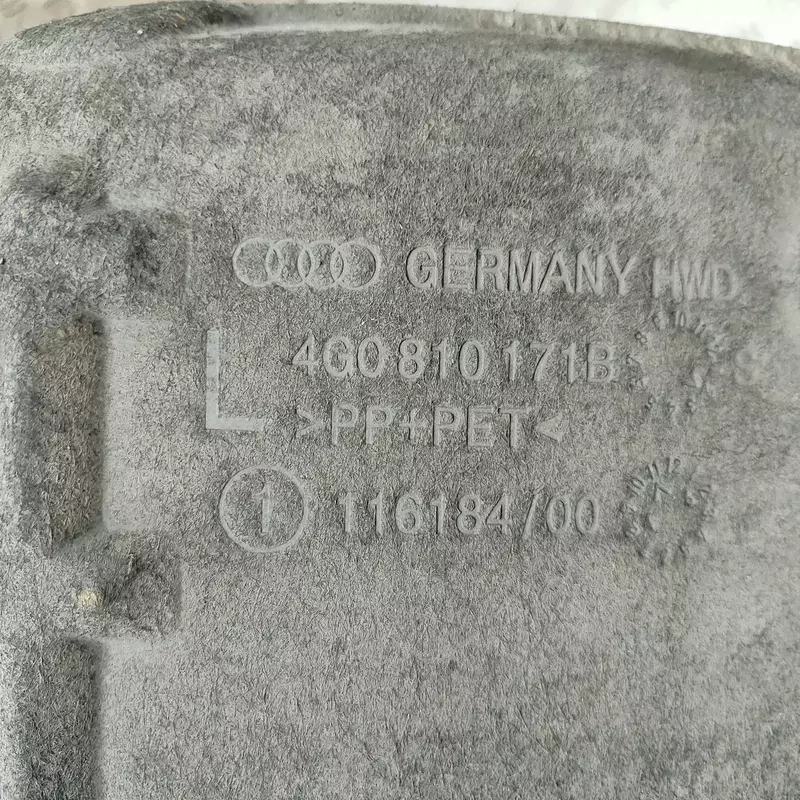 GERMANY HWD
L 4G0 810 171B
>PP+PET<
1 116184/00